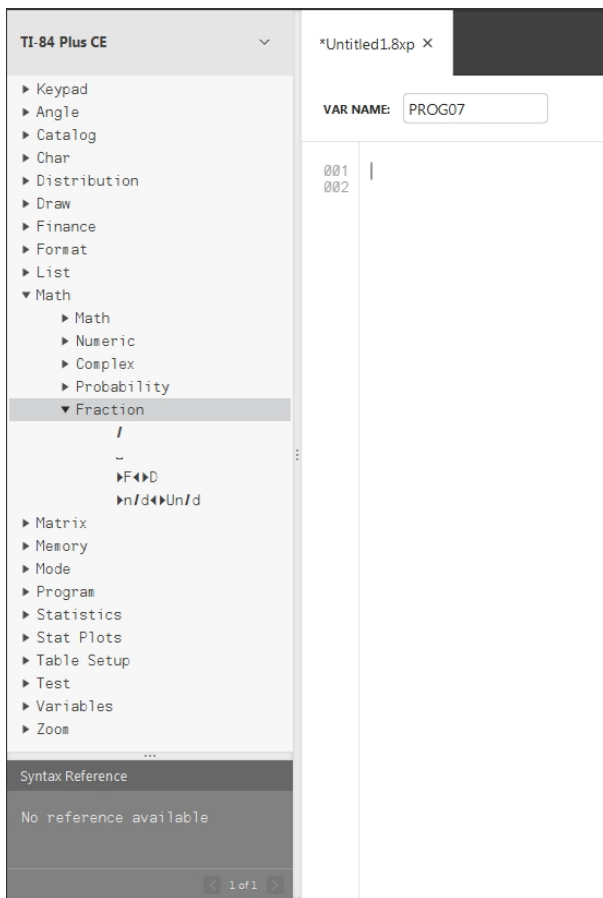 TI-84 Plus CE
▶ Keypad
▶ Angle
▶ Catalog
▶ Char
▶ Distribution
▶ Draw
▶ Finance
▶ Format
▶ List
▼ Math
▶ Math
▶ Numeric
▶ Complex
▶ Probability
▼ Fraction
/
⎵
▶F◀▶D
▶n/d◀▶Un/d
▶ Matrix
▶ Memory
▶ Mode
▶ Program
▶ Statistics
▶ Stat Plots
▶ Table Setup
▶ Test
▶ Variables
▶ Zoom
Syntax Reference
No reference available
1 of 1
*Untitled1.8xp ×
VAR NAME: PROG07
001
002